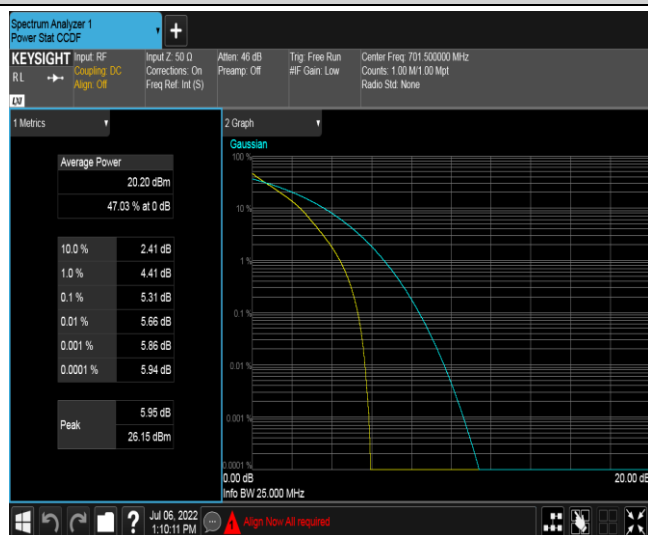 Spectrum Analyzer 1
Power Stat CCDF
+
KEYSIGHT Input: RF Input Z: 50 Ω Atten: 46 dB Trig: Free Run Center Freq: 701.500000 MHz
RL Coupling: DC Corrections: On Preamp: Off #IF Gain: Low Counts: 1.00 M/1.00 Mpt
Align: Off Freq Ref: Int (S) Radio Std: None
LXI
1 Metrics
2 Graph
Gaussian
Average Power
20.20 dBm
47.03 % at 0 dB
10.0 % 2.41 dB
1.0 % 4.41 dB
0.1 % 5.31 dB
0.01 % 5.66 dB
0.001 % 5.86 dB
0.0001 % 5.94 dB
Peak 5.95 dB
26.15 dBm
100 %
10 %
1 %
0.1 %
0.01 %
0.001 %
0.0001 %
0.00 dB 20.00 dB
Info BW 25.000 MHz
? Jul 06, 2022
1:10:11 PM
Align Now All required